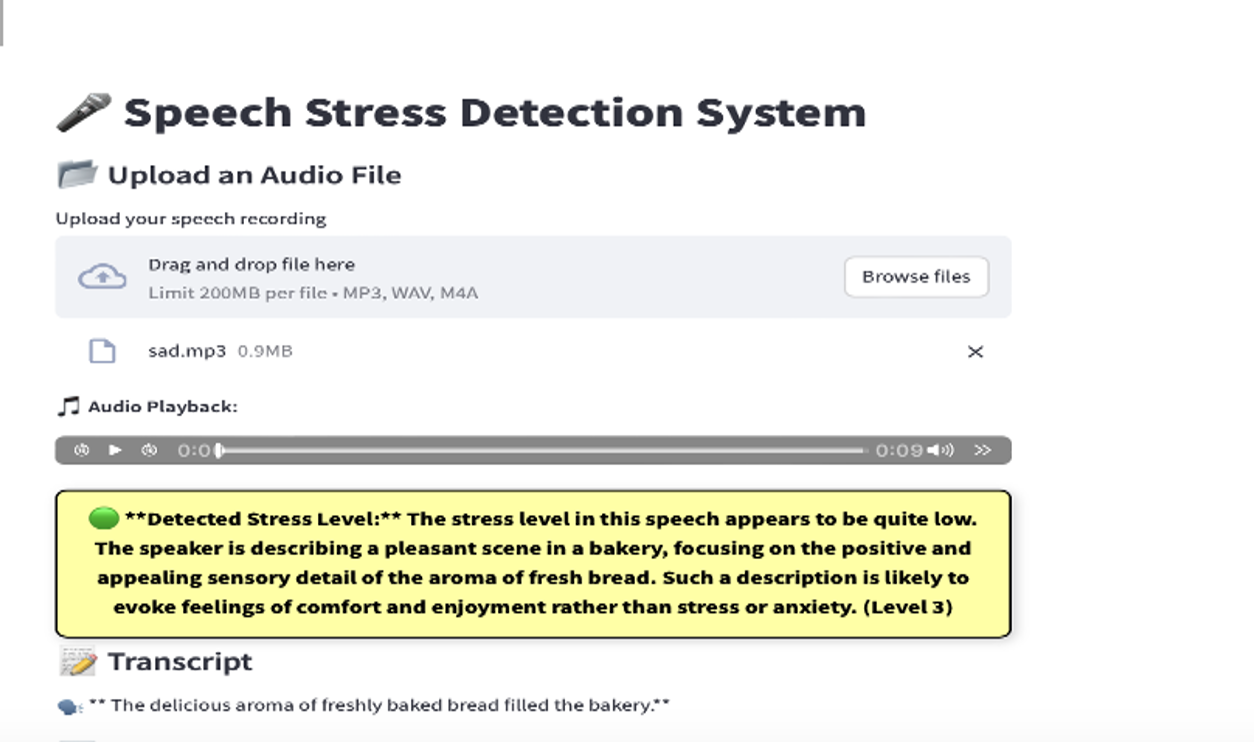 Speech Stress Detection System
Upload an Audio File
Upload your speech recording
Drag and drop file here
Limit 200MB per file • MP3, WAV, M4A
Browse files
sad.mp3 0.9MB
Audio Playback:
0:0 0:09
**Detected Stress Level:** The stress level in this speech appears to be quite low.
The speaker is describing a pleasant scene in a bakery, focusing on the positive and
appealing sensory detail of the aroma of fresh bread. Such a description is likely to
evoke feelings of comfort and enjoyment rather than stress or anxiety. (Level 3)
Transcript
** The delicious aroma of freshly baked bread filled the bakery.**